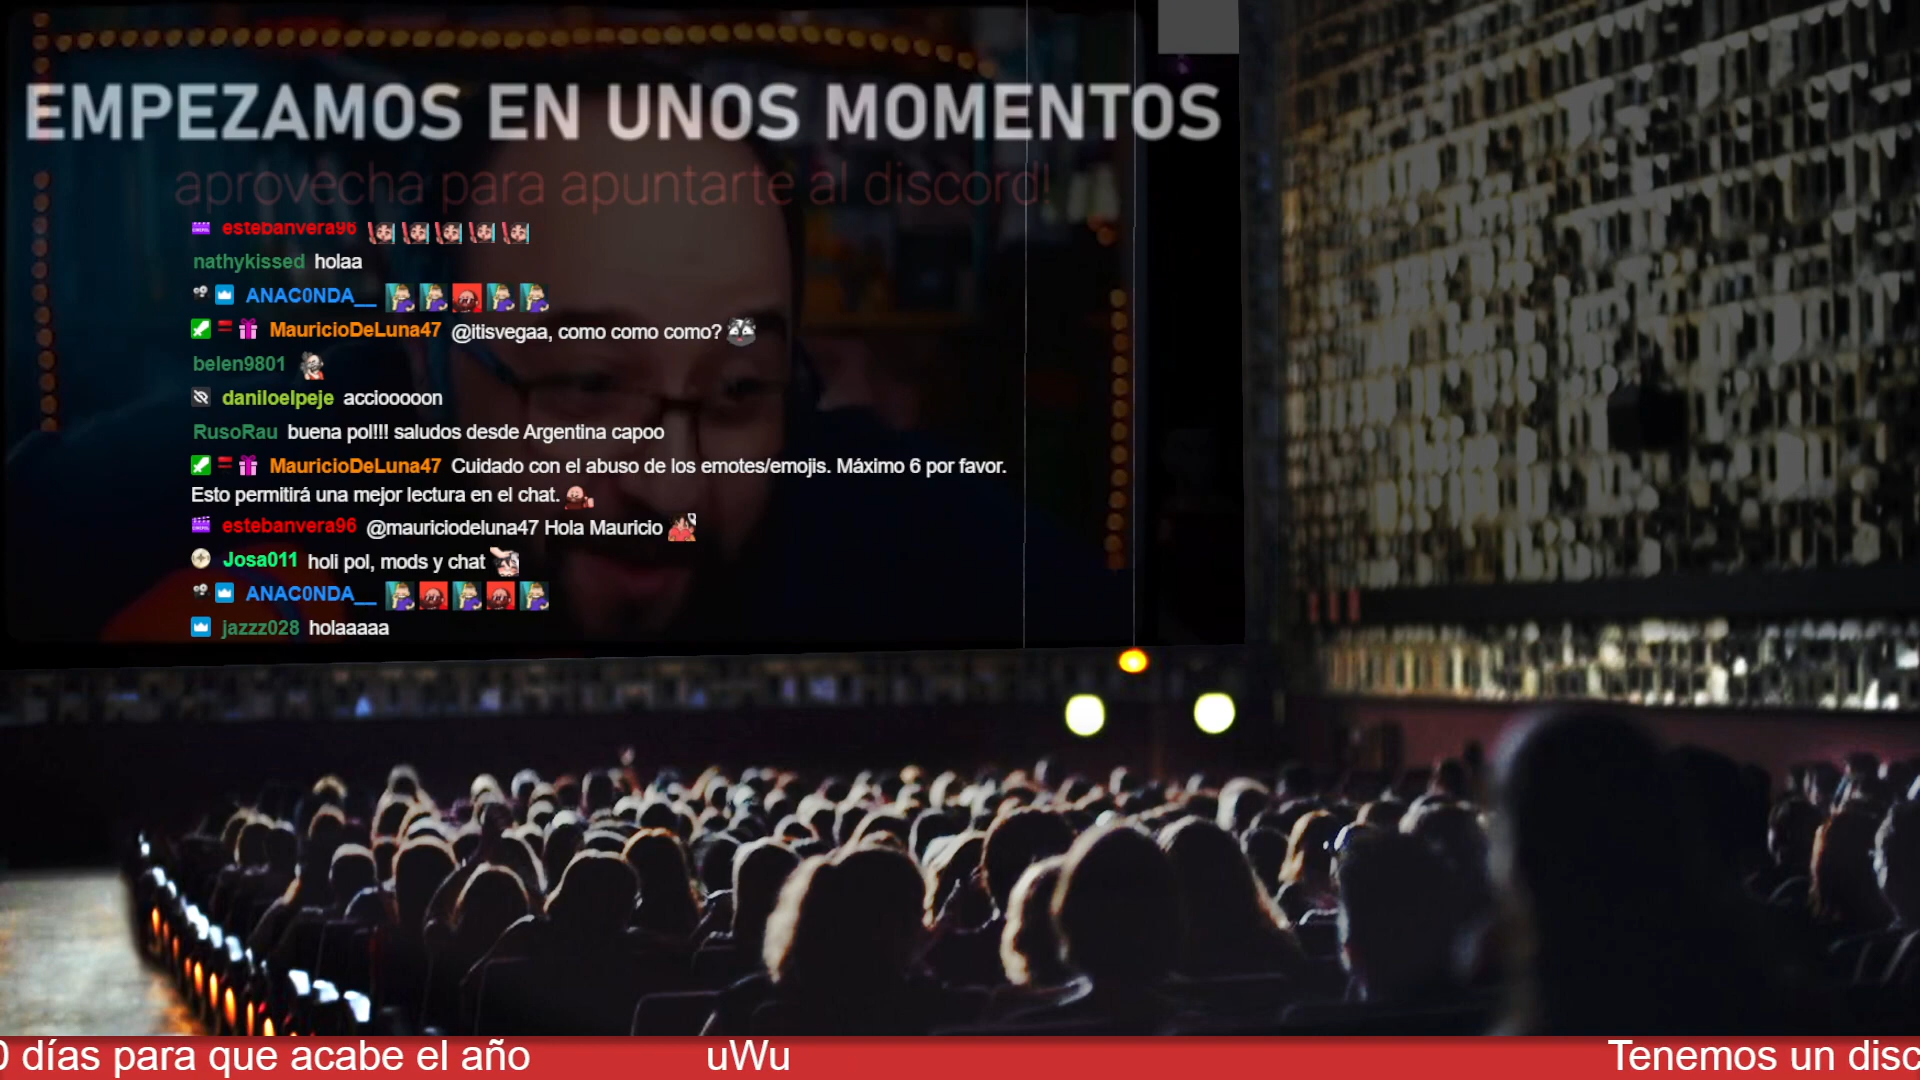 EMPEZAMOS EN UNOS MOMENTOS
aprovecha para apuntarte al discord!
estebanvera96
nathykissed holaa
ANAC0NDA__
MauricioDeLuna47 @itisvegaa, como como como?
belen9801
daniloelpeje acciooooon
RusoRau buena pol!!! saludos desde Argentina capoo
MauricioDeLuna47 Cuidado con el abuso de los emotes/emojis. Máximo 6 por favor.
Esto permitirá una mejor lectura en el chat.
estebanvera96 @mauriciodeluna47 Hola Mauricio
Josa011 holi pol, mods y chat
ANAC0NDA__
jazzz028 holaaaaa
0 días para que acabe el año uWu Tenemos un disc